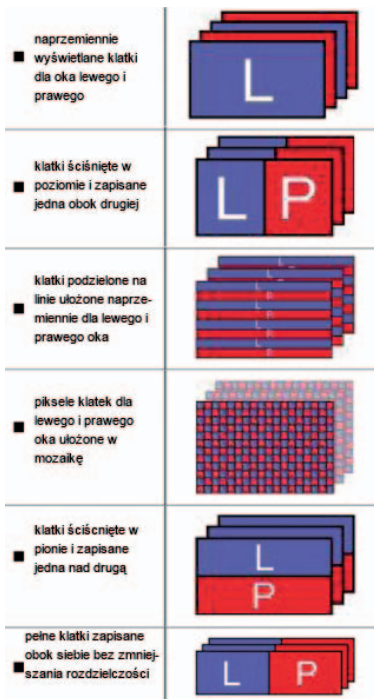 naprzemiennie
wyświetlane klatki
dla oka lewego i
prawego
L
klatki ściśnięte w
poziomie i zapisane
jedna obok drugiej
L P
klatki podzielone na
linie ułożone naprze-
miennie dla lewego i
prawego oka
L
L
P
L
P
L
P
L
P
piksele klatek dla
lewego i prawego
oka ułożone w
mozaikę
klatki ściścnięte w
pionie i zapisane
jedna nad drugą
L
P
pełne klatki zapisane
obok siebie bez zmniej-
szania rozdzielczości
L P